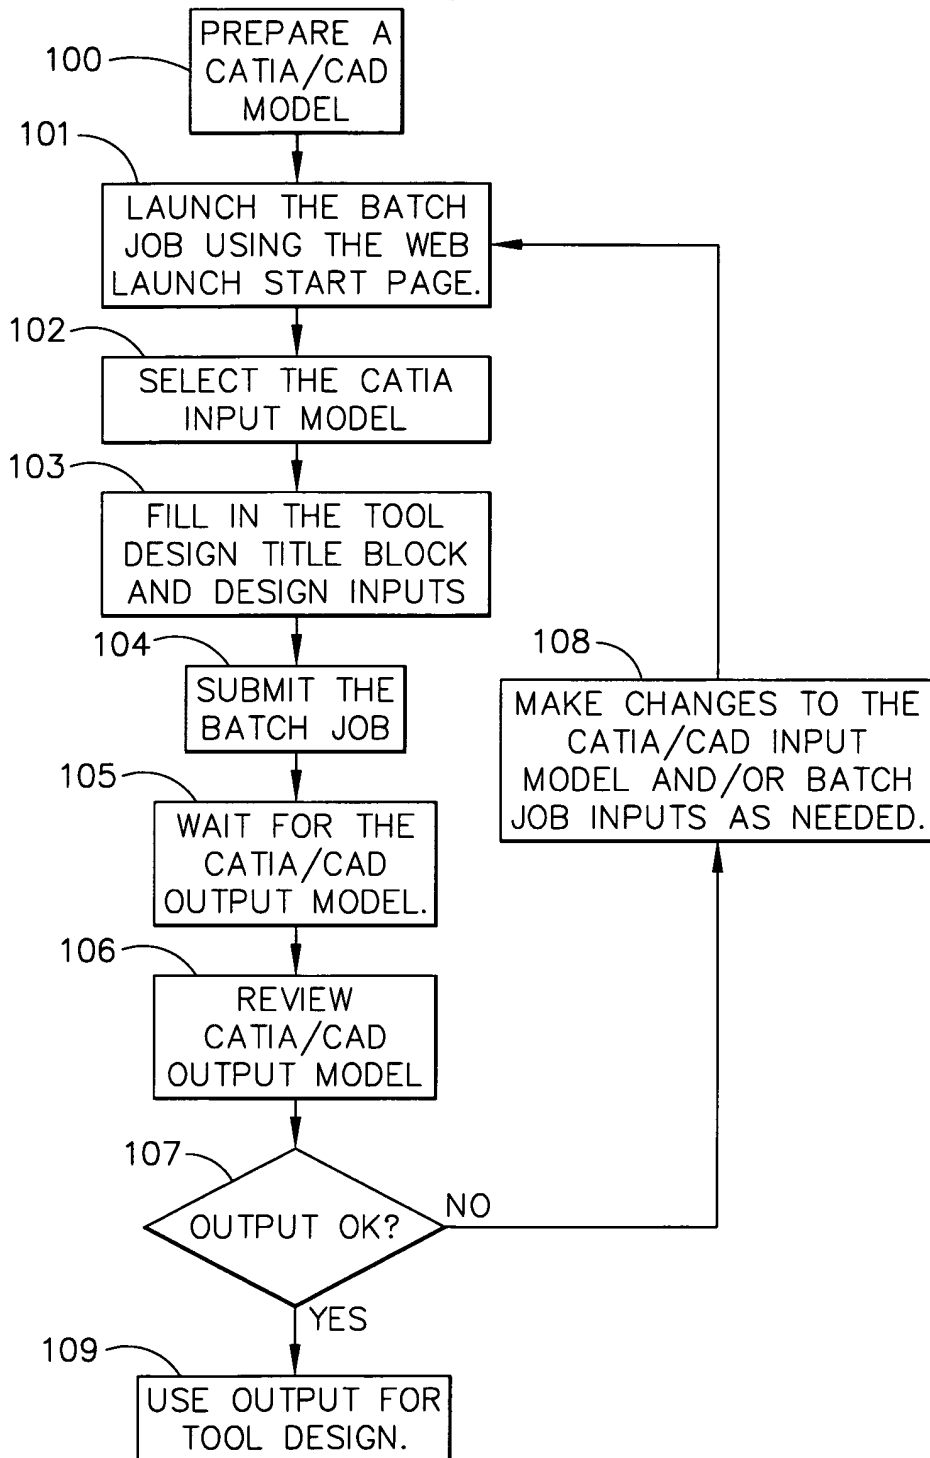 100
PREPARE A
CATIA/CAD
MODEL
101
LAUNCH THE BATCH
JOB USING THE WEB
LAUNCH START PAGE.
102
SELECT THE CATIA
INPUT MODEL
103
FILL IN THE TOOL
DESIGN TITLE BLOCK
AND DESIGN INPUTS
104
SUBMIT THE
BATCH JOB
105
WAIT FOR THE
CATIA/CAD
OUTPUT MODEL.
106
REVIEW
CATIA/CAD
OUTPUT MODEL
107
OUTPUT OK?
NO
YES
108
MAKE CHANGES TO THE
CATIA/CAD INPUT
MODEL AND/OR BATCH
JOB INPUTS AS NEEDED.
109
USE OUTPUT FOR
TOOL DESIGN.